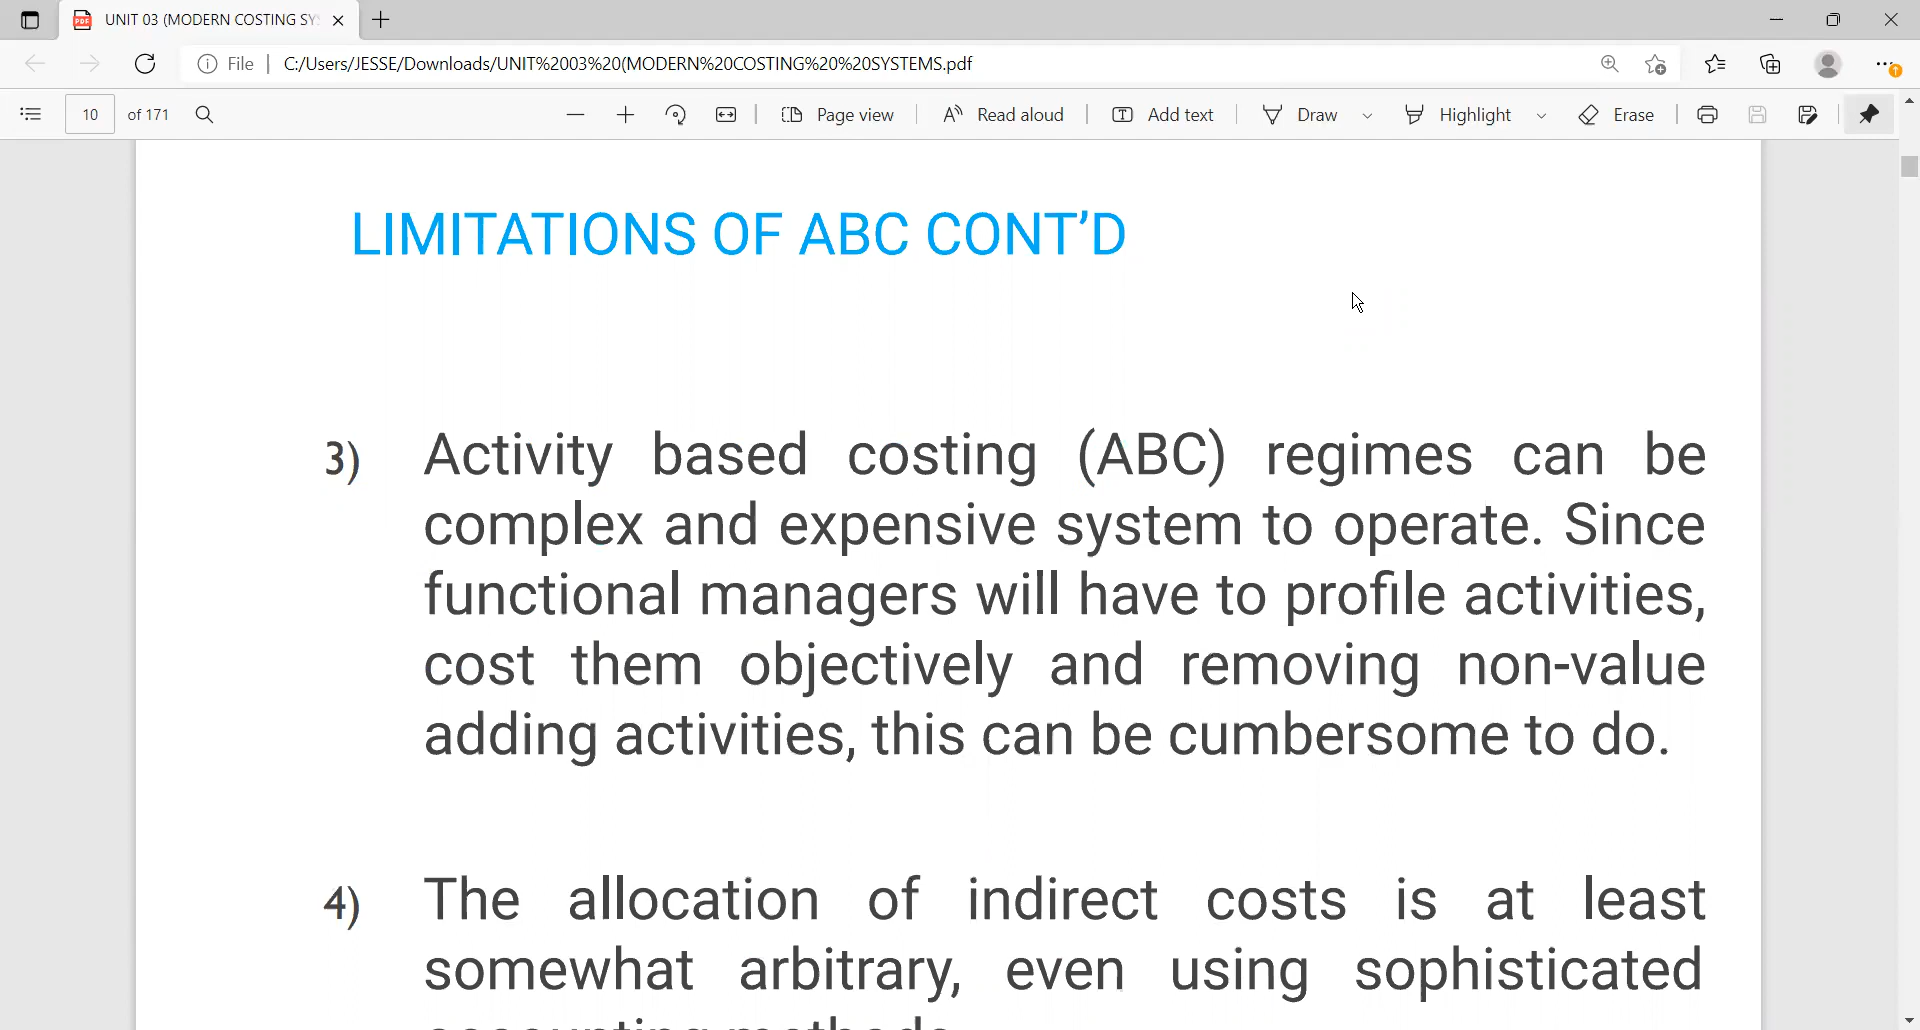 UNIT 03 (MODERN COSTING SY
File
C:/Users/JESSE/Downloads/UNIT%2003%20(MODERN%20COSTING%20%20SYSTEMS.pdf
10 of 171
Page view
Read aloud
Add text
Draw
Highlight
Erase
LIMITATIONS OF ABC CONT’D
3) Activity based costing (ABC) regimes can be
complex and expensive system to operate. Since
functional managers will have to profile activities,
cost them objectively and removing non-value
adding activities, this can be cumbersome to do.
4) The allocation of indirect costs is at least
somewhat arbitrary, even using sophisticated
accounting methods